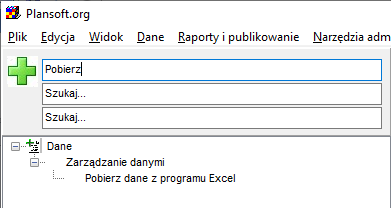 Plansoft.org
Plik Edycja Widok Dane Raporty i publikowanie Narzędzia adm
Pobierz
Szukaj...
Szukaj...
Dane
Zarządzanie danymi
Pobierz dane z programu Excel